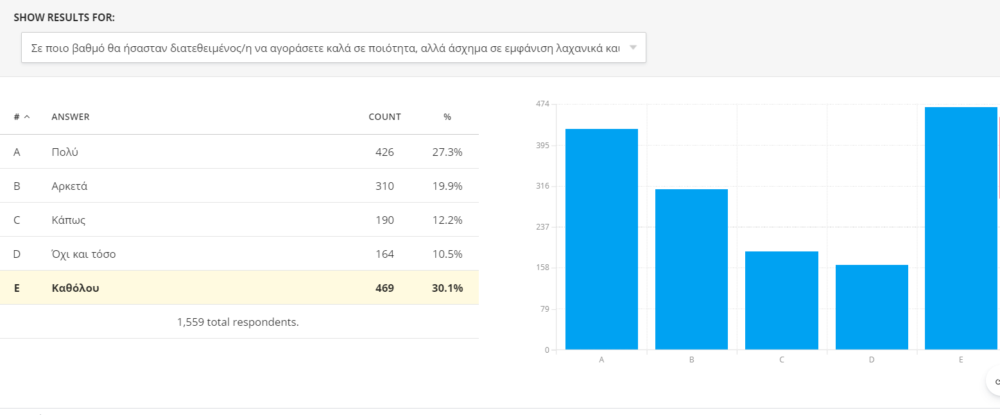 SHOW RESULTS FOR:
Σε ποιο βαθμό θα ήσασταν διατεθειμένος/η να αγοράσετε καλά σε ποιότητα, αλλά άσχημα σε εμφάνιση λαχανικά και
# ANSWER COUNT %
A Πολύ 426 27.3%
B Αρκετά 310 19.9%
C Κάπως 190 12.2%
D Όχι και τόσο 164 10.5%
E Καθόλου 469 30.1%
1,559 total respondents.
474
395
316
237
158
79
0
A B C D E